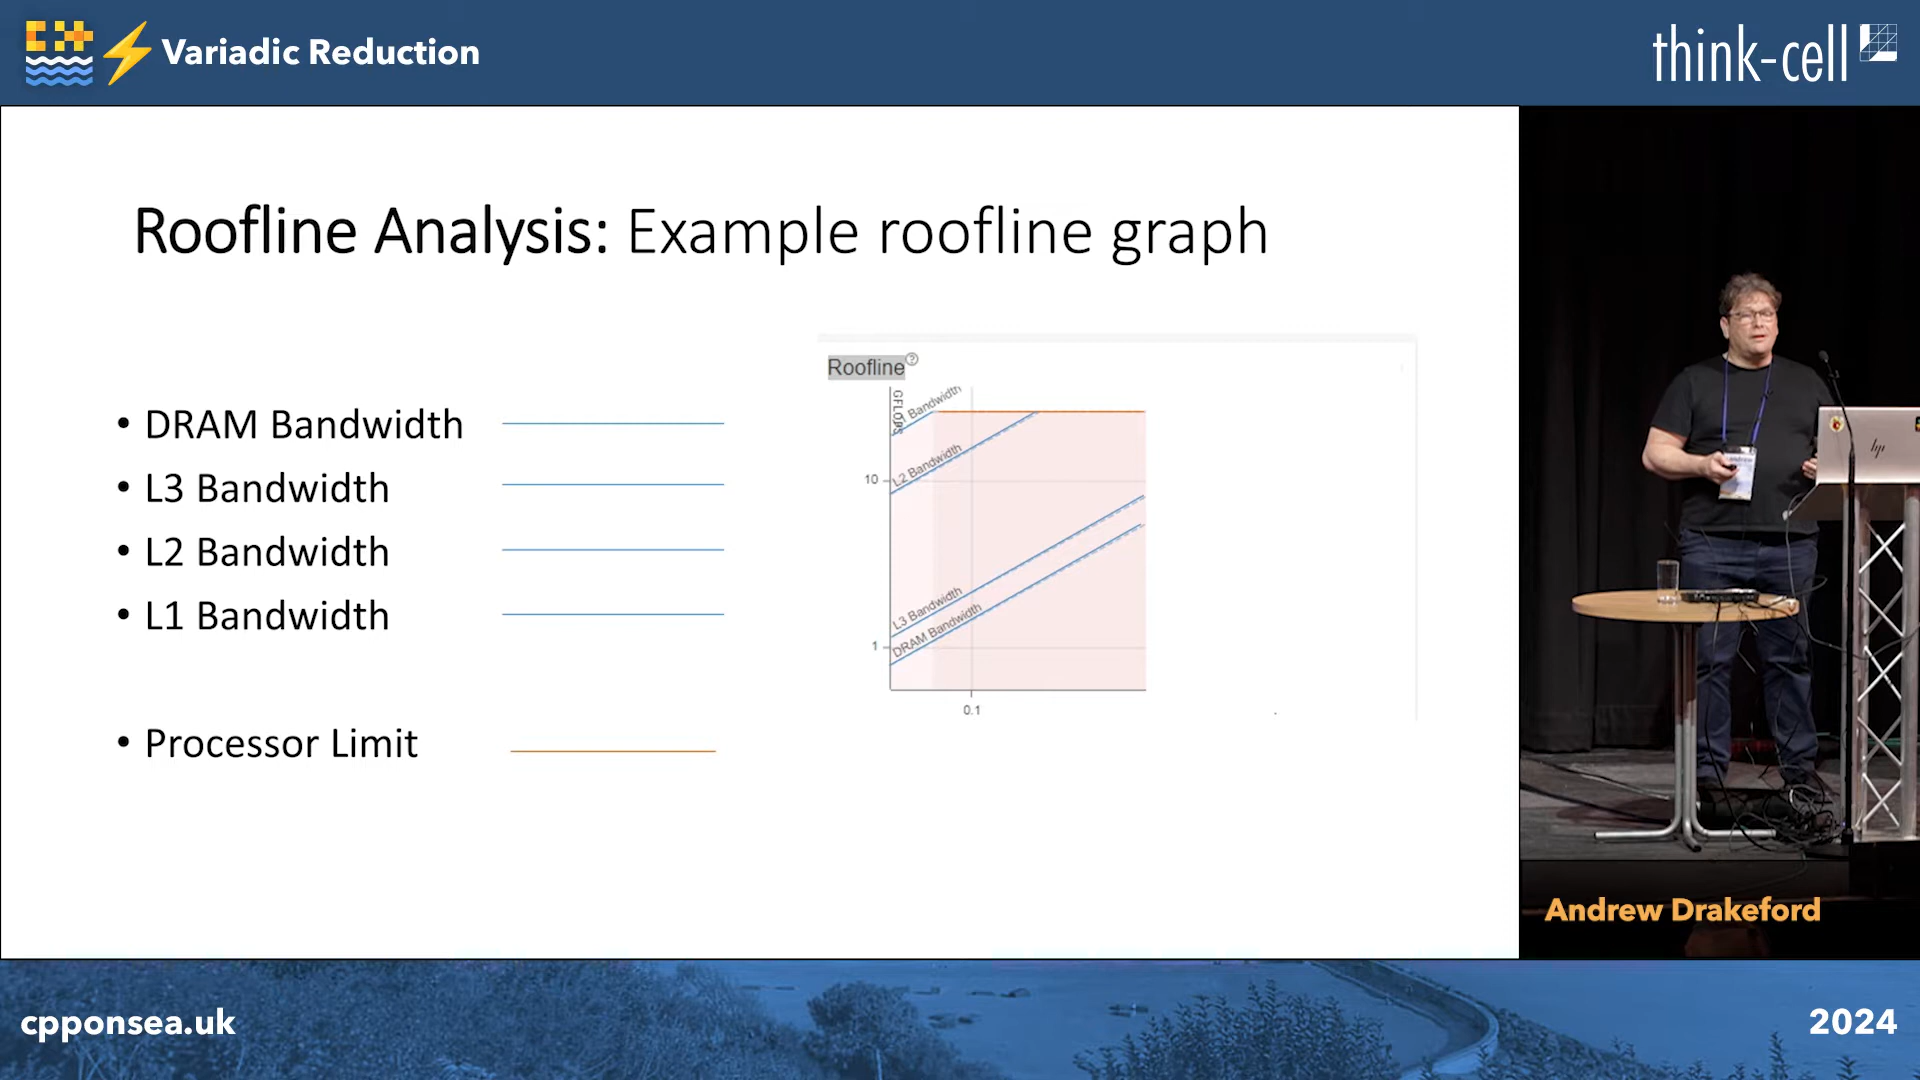 Variadic Reduction
think-cell
Roofline Analysis: Example roofline graph
• DRAM Bandwidth
• L3 Bandwidth
• L2 Bandwidth
• L1 Bandwidth
• Processor Limit
Roofline
?
GFLOPS
Bandwidth
L2 Bandwidth
10
L3 Bandwidth
DRAM Bandwidth
1
0.1
hp
Andrew Drakeford
cpponsea.uk
2024